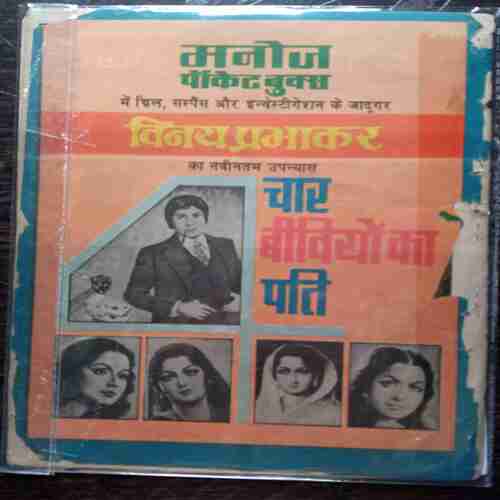 मनोज
पॉकेट बुक्स
में थ्रिल, सस्पैंस और इन्वेस्टीगेशन के जादूगर
विनय प्रभाकर
का नवीनतम उपन्यास
चार
बीवियों का
पति